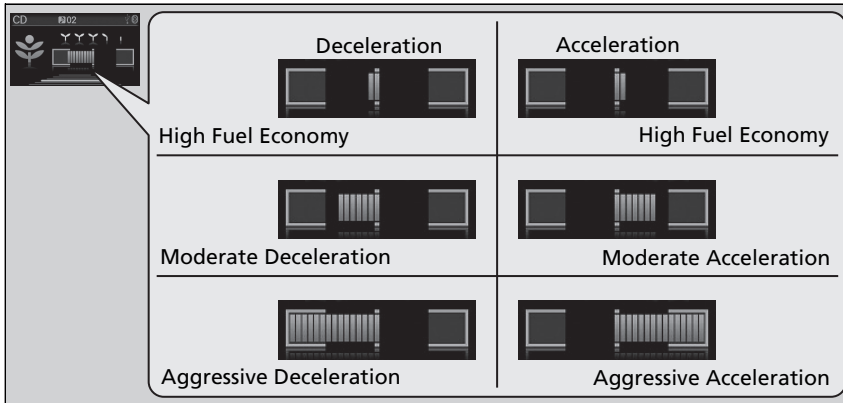 CD 02
Deceleration Acceleration
High Fuel Economy High Fuel Economy
Moderate Deceleration Moderate Acceleration
Aggressive Deceleration Aggressive Acceleration